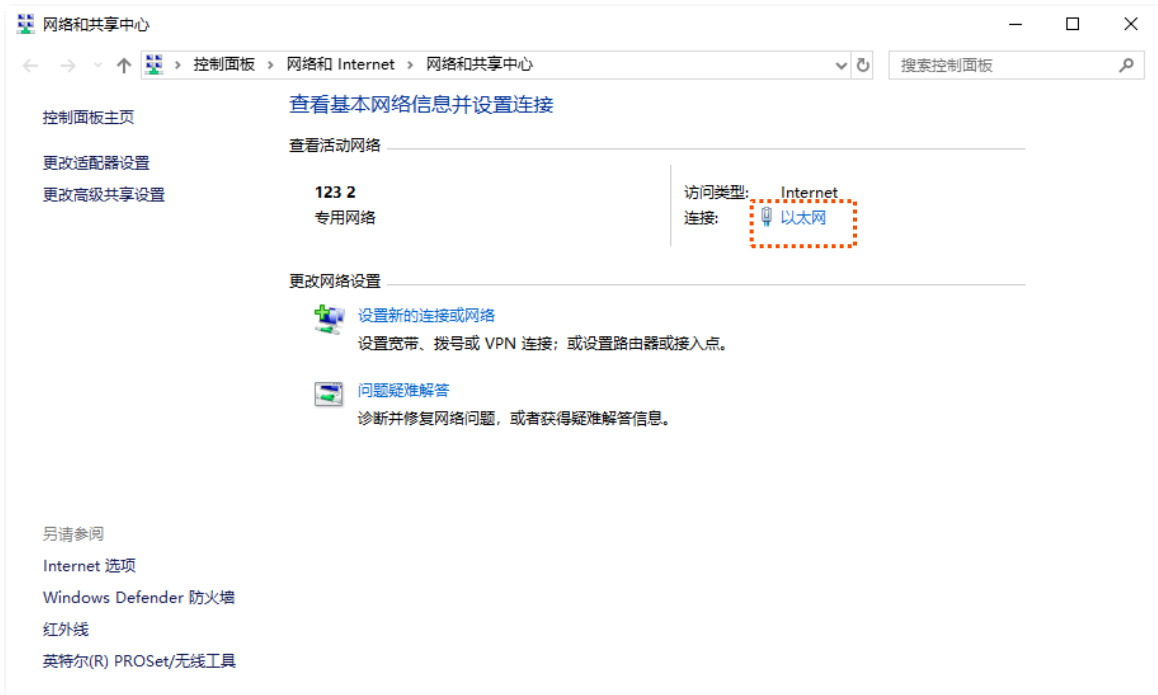 网络和共享中心
控制面板 › 网络和 Internet › 网络和共享中心
搜索控制面板
控制面板主页
更改适配器设置
更改高级共享设置
查看基本网络信息并设置连接
查看活动网络
123 2
专用网络
访问类型: Internet
连接: 以太网
更改网络设置
设置新的连接或网络
设置宽带、拨号或 VPN 连接；或设置路由器或接入点。
问题疑难解答
诊断并修复网络问题，或者获得疑难解答信息。
另请参阅
Internet 选项
Windows Defender 防火墙
红外线
英特尔(R) PROSet/无线工具